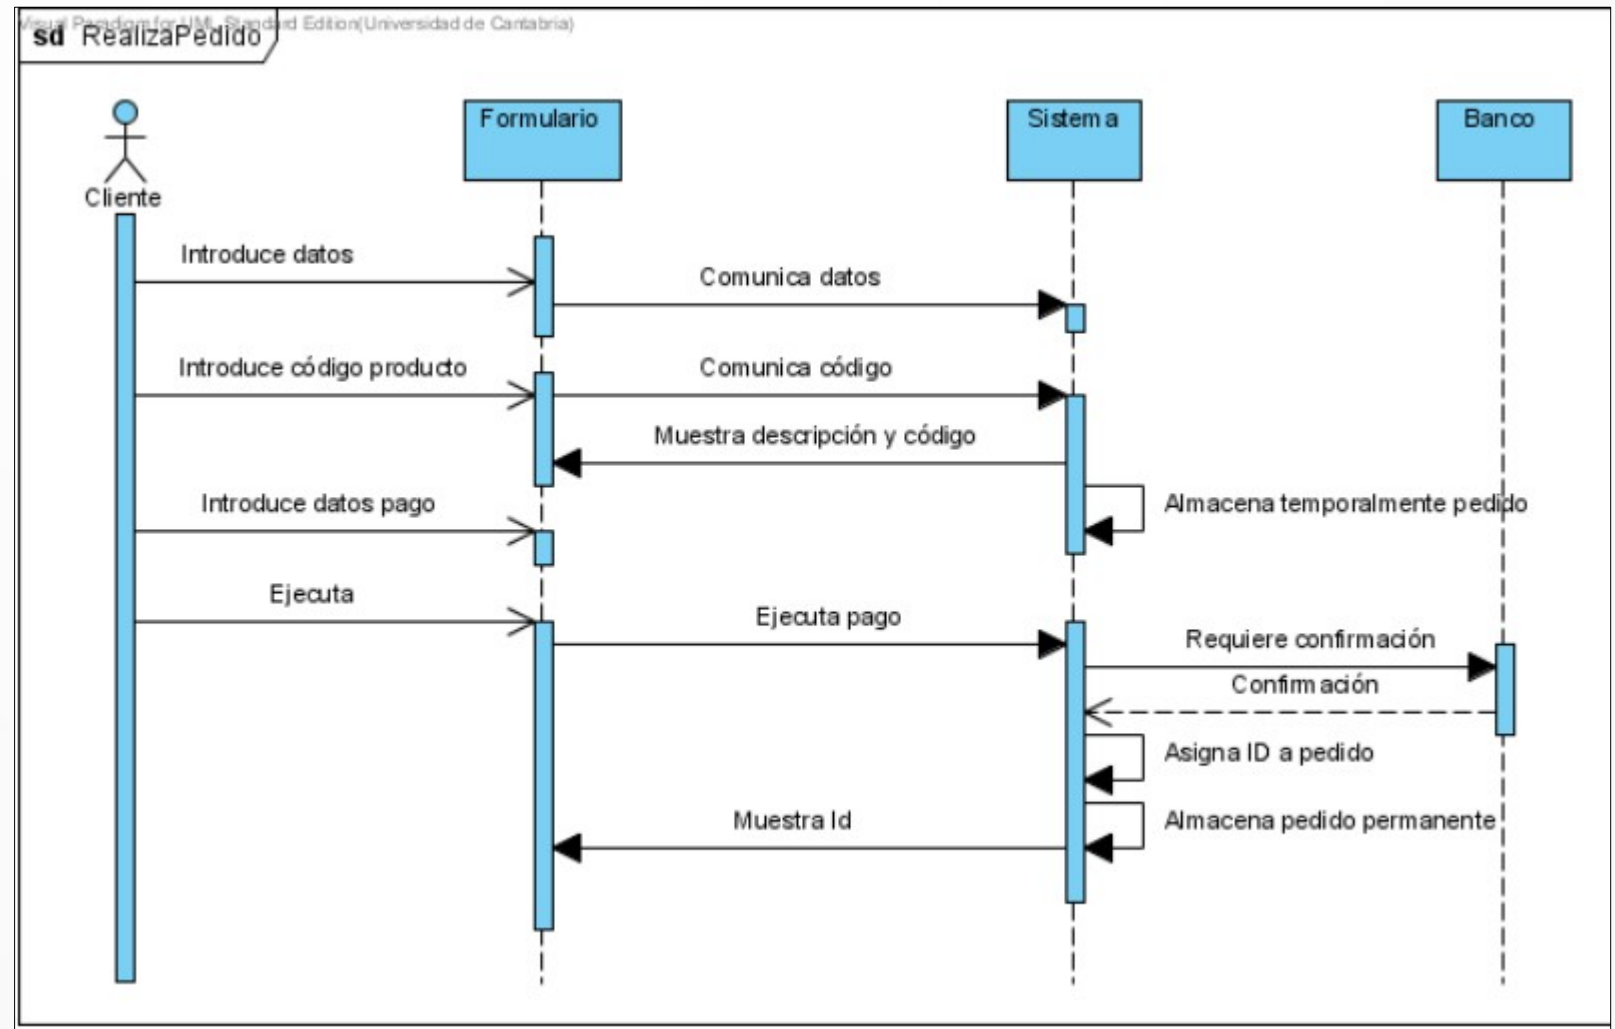 Visual Paradigm for UML Standard Edition(Universidad de Cantabria)
sd RealizaPedido
Cliente
Formulario
Sistema
Banco
Introduce datos
Comunica datos
Introduce código producto
Comunica código
Muestra descripción y código
Introduce datos pago
Almacena temporalmente pedido
Ejecuta
Ejecuta pago
Requiere confirmación
Confirmación
Asigna ID a pedido
Muestra Id
Almacena pedido permanente